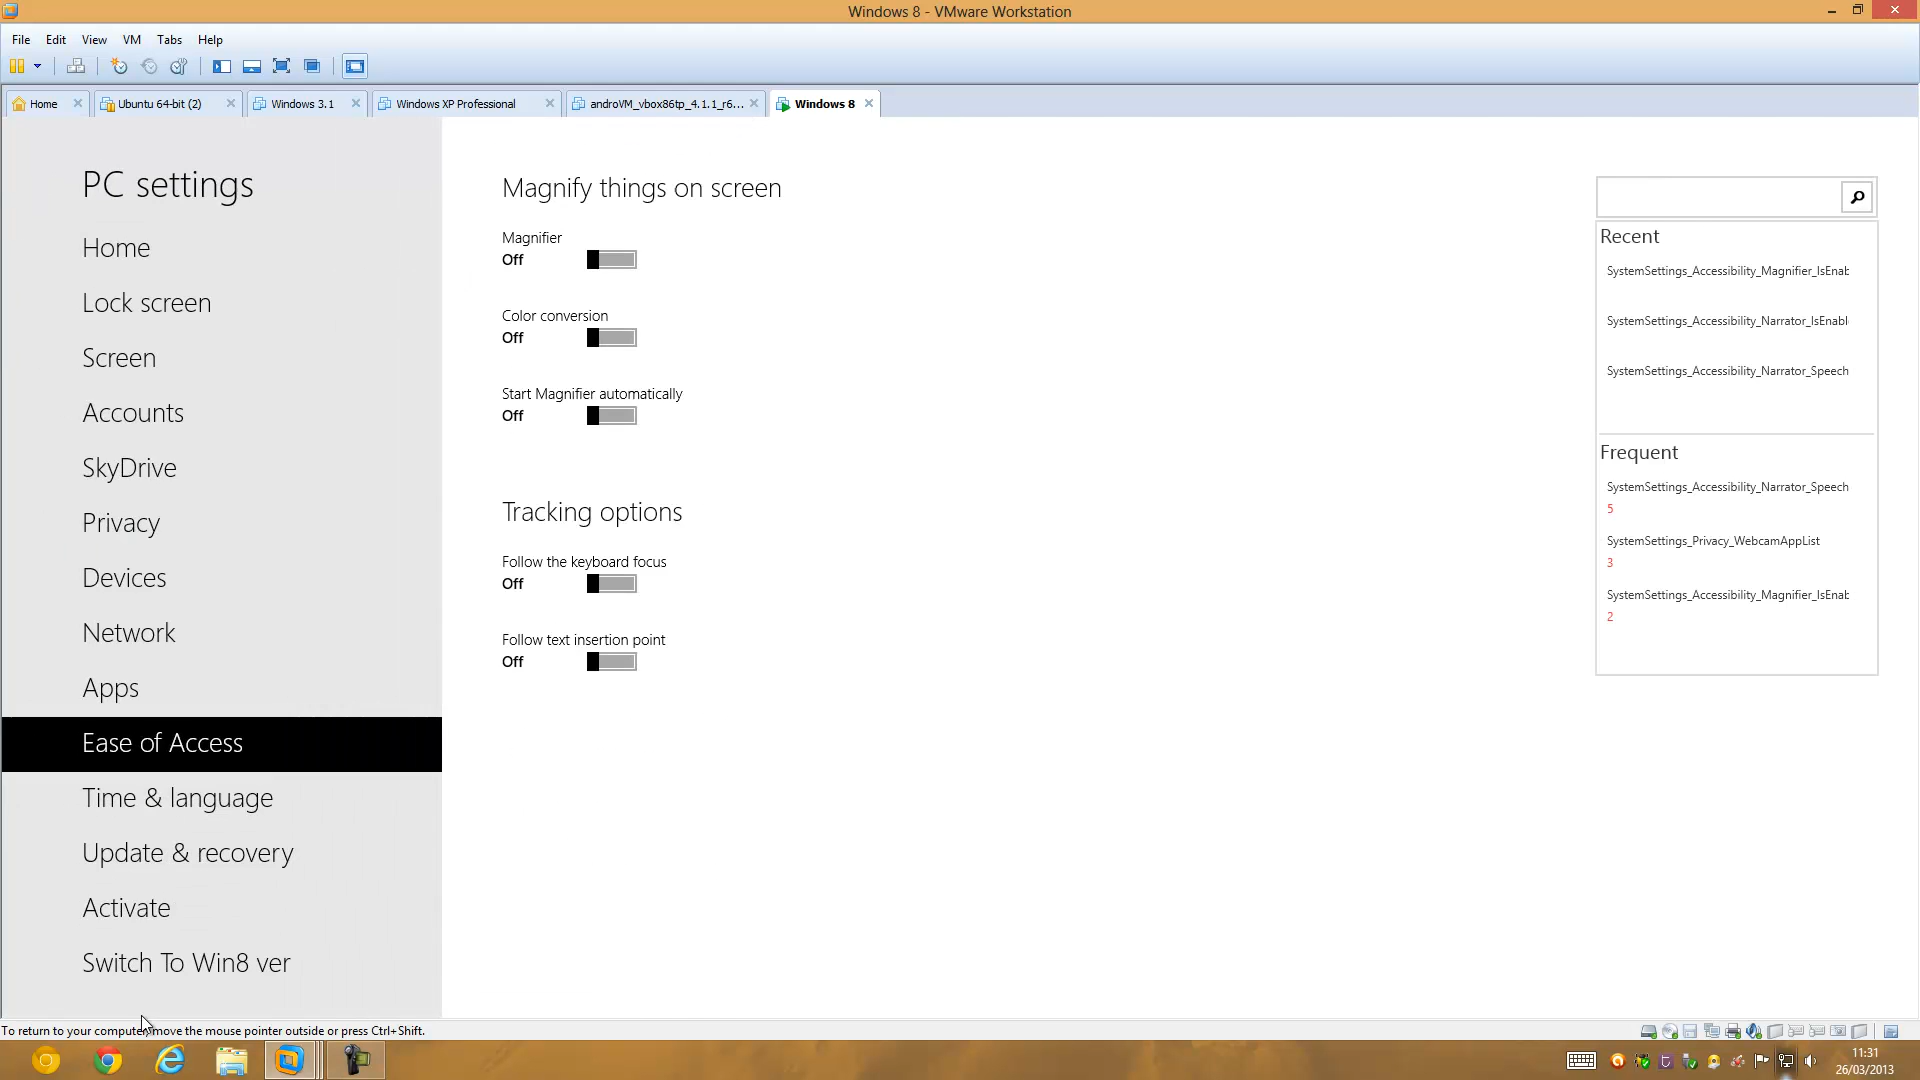 Windows 8 - VMware Workstation
File Edit View VM Tabs Help
Home Ubuntu 64-bit (2) Windows 3.1 Windows XP Professional androVM_vbox86tp_4.1.1_r6... Windows 8
PC settings
Home
Lock screen
Screen
Accounts
SkyDrive
Privacy
Devices
Network
Apps
Ease of Access
Time & language
Update & recovery
Activate
Switch To Win8 ver
Magnify things on screen
Magnifier
Off
Color conversion
Off
Start Magnifier automatically
Off
Tracking options
Follow the keyboard focus
Off
Follow text insertion point
Off
Recent
SystemSettings_Accessibility_Magnifier_IsEnab
SystemSettings_Accessibility_Narrator_IsEnabl
SystemSettings_Accessibility_Narrator_Speech
Frequent
SystemSettings_Accessibility_Narrator_Speech
5
SystemSettings_Privacy_WebcamAppList
3
SystemSettings_Accessibility_Magnifier_IsEnab
2
To return to your computer, move the mouse pointer outside or press Ctrl+Shift.
11:31
26/03/2013